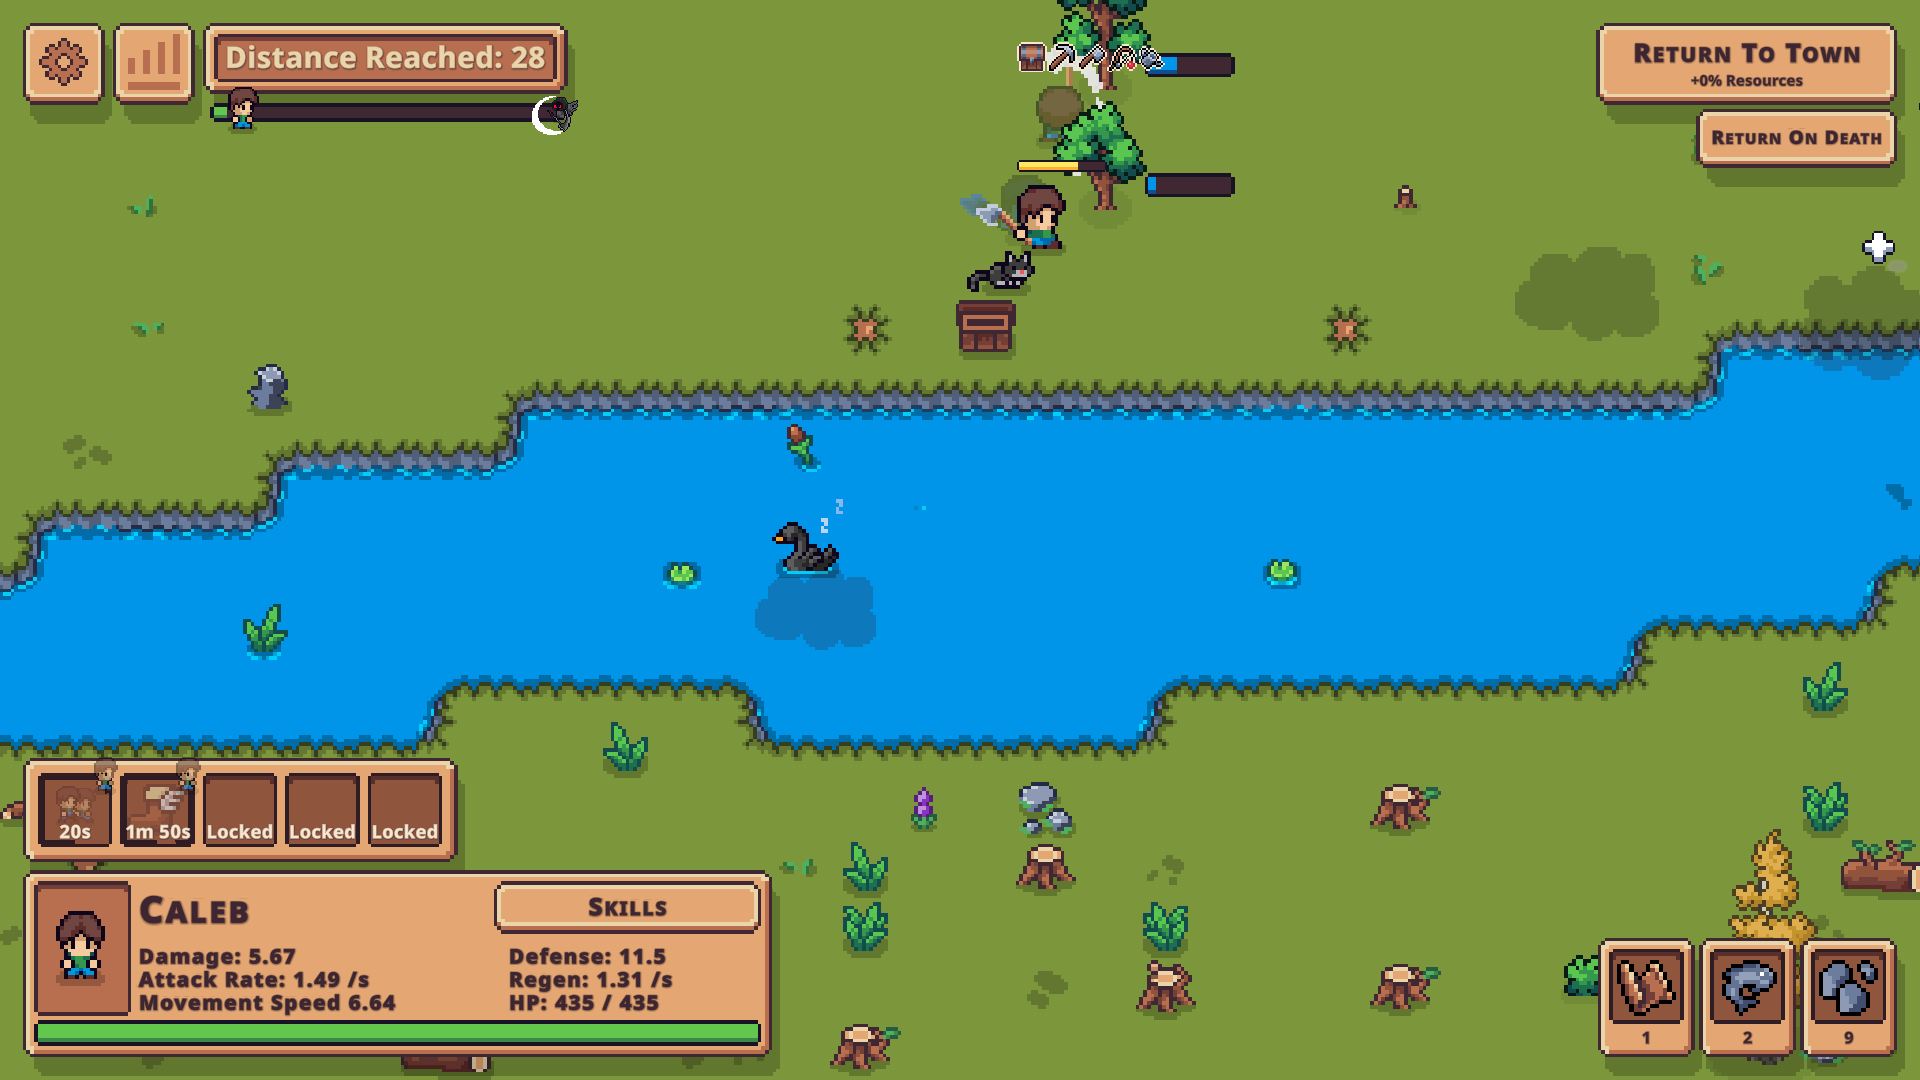 Distance Reached: 28
Return To Town
+0% Resources
Return On Death
z
z
20s
1m 50s
Locked
Locked
Locked
Caleb
Skills
Damage: 5.67
Defense: 11.5
Attack Rate: 1.49 /s
Regen: 1.31 /s
Movement Speed 6.64
HP: 435 / 435
1
2
9